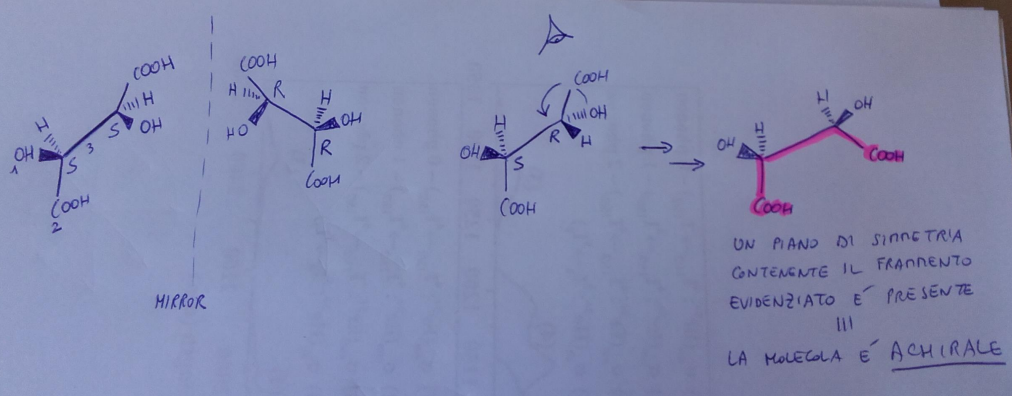 COOH
H
OH
S
3
H
OH
1
S
COOH
2
MIRROR
COOH
H
R
HO
H
OH
R
COOH
COOH
OH
R
H
H
OH
S
COOH
H
OH
OH
H
COOH
COOH
UN PIANO DI SIMMETRIA
CONTENENTE IL FRAMMENTO
EVIDENZIATO E´ PRESENTE
LA MOLECOLA E´ ACHIRALE